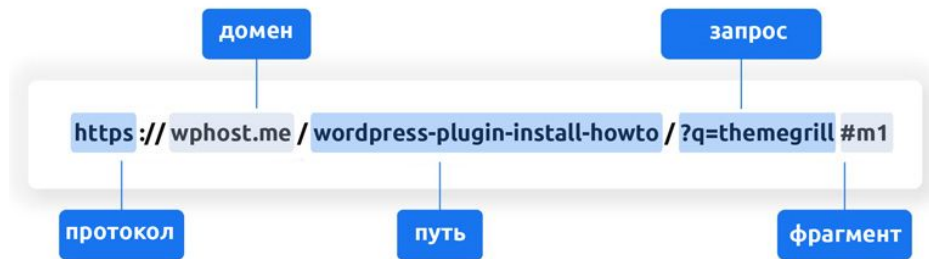 домен запрос
https :// wphost.me / wordpress-plugin-install-howto / ?q=themegrill #m1
протокол путь фрагмент